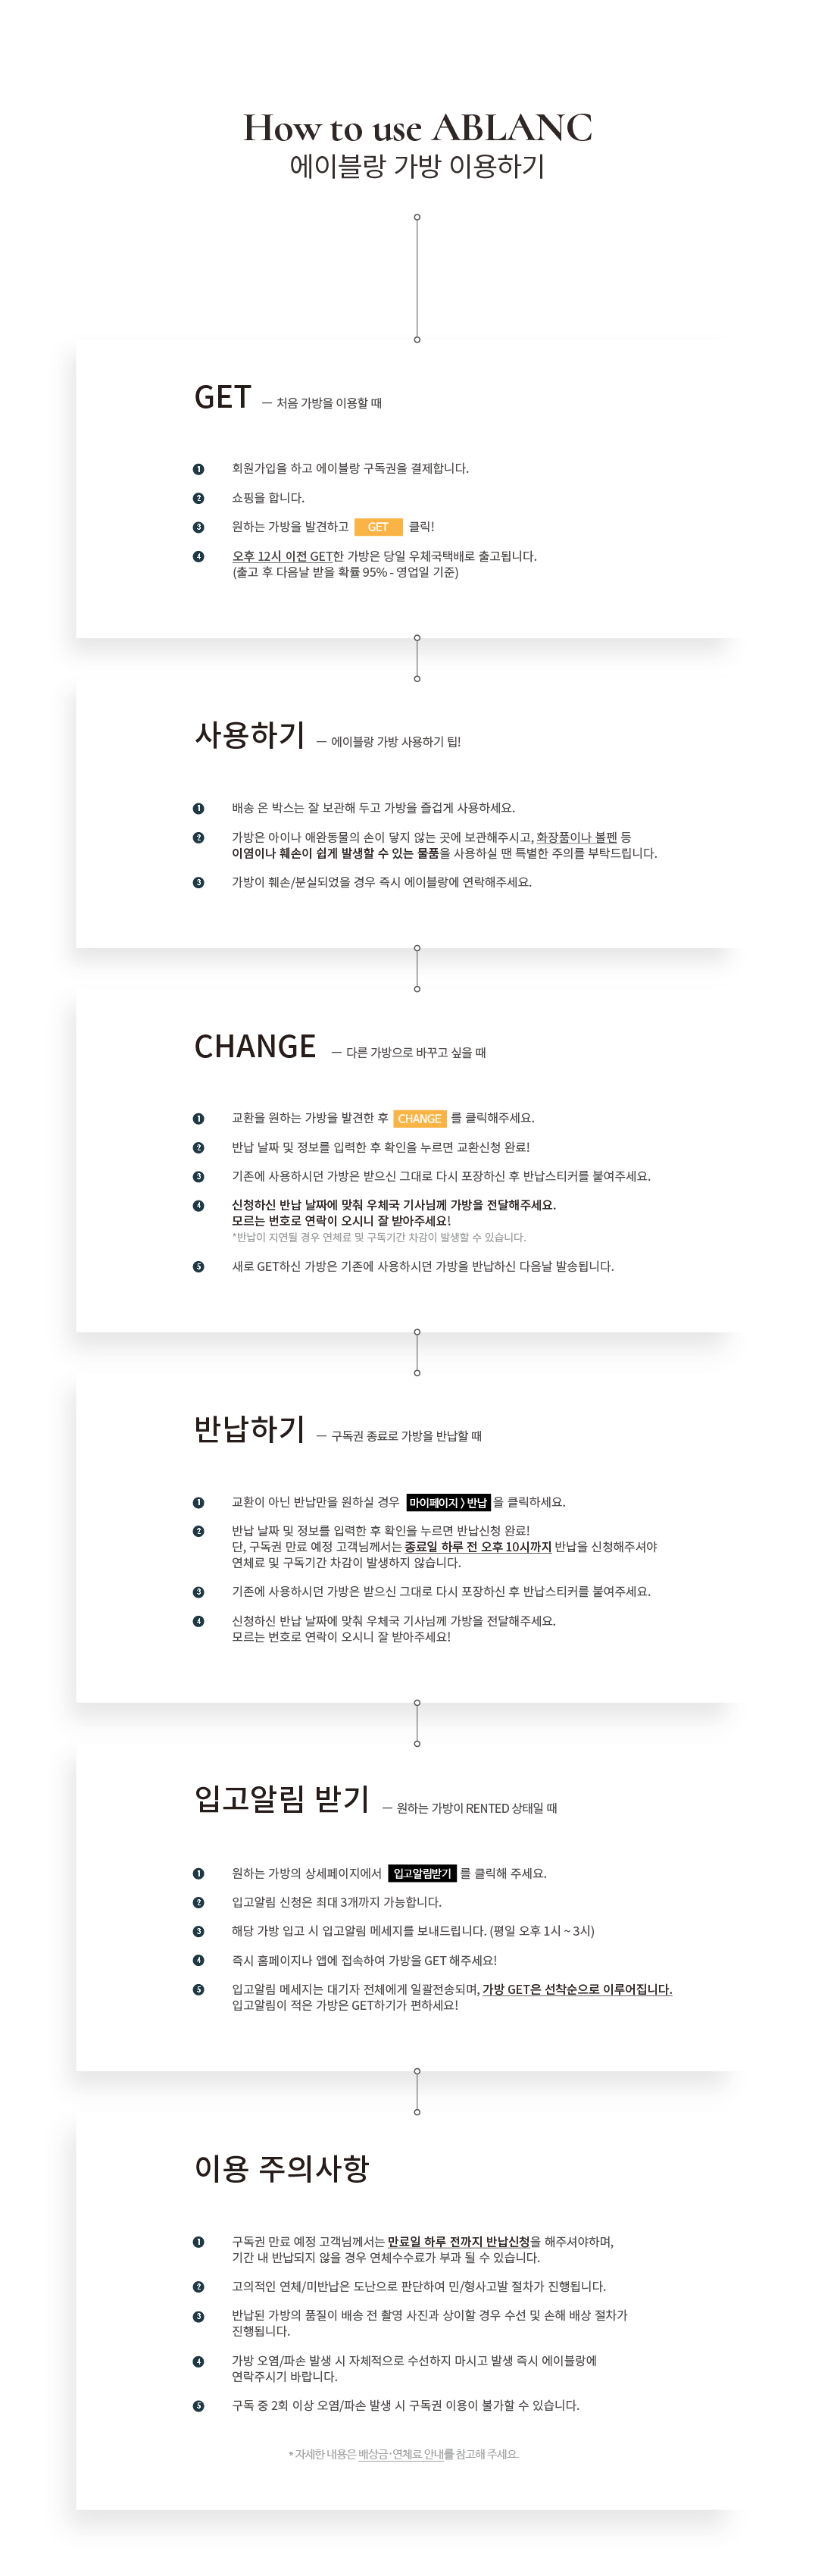 How to use ABLANC
에이블랑 가방 이용하기
GET — 처음 가방을 이용할 때
1 회원가입을 하고 에이블랑 구독권을 결제합니다.
2 쇼핑을 합니다.
3 원하는 가방을 발견하고 GET 클릭!
4 오후 12시 이전 GET한 가방은 당일 우체국택배로 출고됩니다.
(출고 후 다음날 받을 확률 95% - 영업일 기준)
사용하기 — 에이블랑 가방 사용하기 팁!
1 배송 온 박스는 잘 보관해 두고 가방을 즐겁게 사용하세요.
2 가방은 아이나 애완동물의 손이 닿지 않는 곳에 보관해주시고, 화장품이나 볼펜 등
이염이나 훼손이 쉽게 발생할 수 있는 물품을 사용하실 땐 특별한 주의를 부탁드립니다.
3 가방이 훼손/분실되었을 경우 즉시 에이블랑에 연락해주세요.
CHANGE — 다른 가방으로 바꾸고 싶을 때
1 교환을 원하는 가방을 발견한 후 CHANGE 를 클릭해주세요.
2 반납 날짜 및 정보를 입력한 후 확인을 누르면 교환신청 완료!
3 기존에 사용하시던 가방은 받으신 그대로 다시 포장하신 후 반납스티커를 붙여주세요.
4 신청하신 반납 날짜에 맞춰 우체국 기사님께 가방을 전달해주세요.
모르는 번호로 연락이 오시니 잘 받아주세요!
*반납이 지연될 경우 연체료 및 구독기간 차감이 발생할 수 있습니다.
5 새로 GET하신 가방은 기존에 사용하시던 가방을 반납하신 다음날 발송됩니다.
반납하기 — 구독권 종료로 가방을 반납할 때
1 교환이 아닌 반납만을 원하실 경우 마이페이지 > 반납 을 클릭하세요.
2 반납 날짜 및 정보를 입력한 후 확인을 누르면 반납신청 완료!
단, 구독권 만료 예정 고객님께서는 종료일 하루 전 오후 10시까지 반납을 신청해주셔야
연체료 및 구독기간 차감이 발생하지 않습니다.
3 기존에 사용하시던 가방은 받으신 그대로 다시 포장하신 후 반납스티커를 붙여주세요.
4 신청하신 반납 날짜에 맞춰 우체국 기사님께 가방을 전달해주세요.
모르는 번호로 연락이 오시니 잘 받아주세요!
입고알림 받기 — 원하는 가방이 RENTED 상태일 때
1 원하는 가방의 상세페이지에서 입고알림받기 를 클릭해 주세요.
2 입고알림 신청은 최대 3개까지 가능합니다.
3 해당 가방 입고 시 입고알림 메세지를 보내드립니다. (평일 오후 1시 ~ 3시)
4 즉시 홈페이지나 앱에 접속하여 가방을 GET 해주세요!
5 입고알림 메세지는 대기자 전체에게 일괄전송되며, 가방 GET은 선착순으로 이루어집니다.
입고알림이 적은 가방은 GET하기가 편하세요!
이용 주의사항
1 구독권 만료 예정 고객님께서는 만료일 하루 전까지 반납신청을 해주셔야하며,
기간 내 반납되지 않을 경우 연체수수료가 부과 될 수 있습니다.
2 고의적인 연체/미반납은 도난으로 판단하여 민/형사고발 절차가 진행됩니다.
3 반납된 가방의 품질이 배송 전 촬영 사진과 상이할 경우 수선 및 손해 배상 절차가
진행됩니다.
4 가방 오염/파손 발생 시 자체적으로 수선하지 마시고 발생 즉시 에이블랑에
연락주시기 바랍니다.
5 구독 중 2회 이상 오염/파손 발생 시 구독권 이용이 불가할 수 있습니다.
* 자세한 내용은 배상금·연체료 안내를 참고해 주세요.